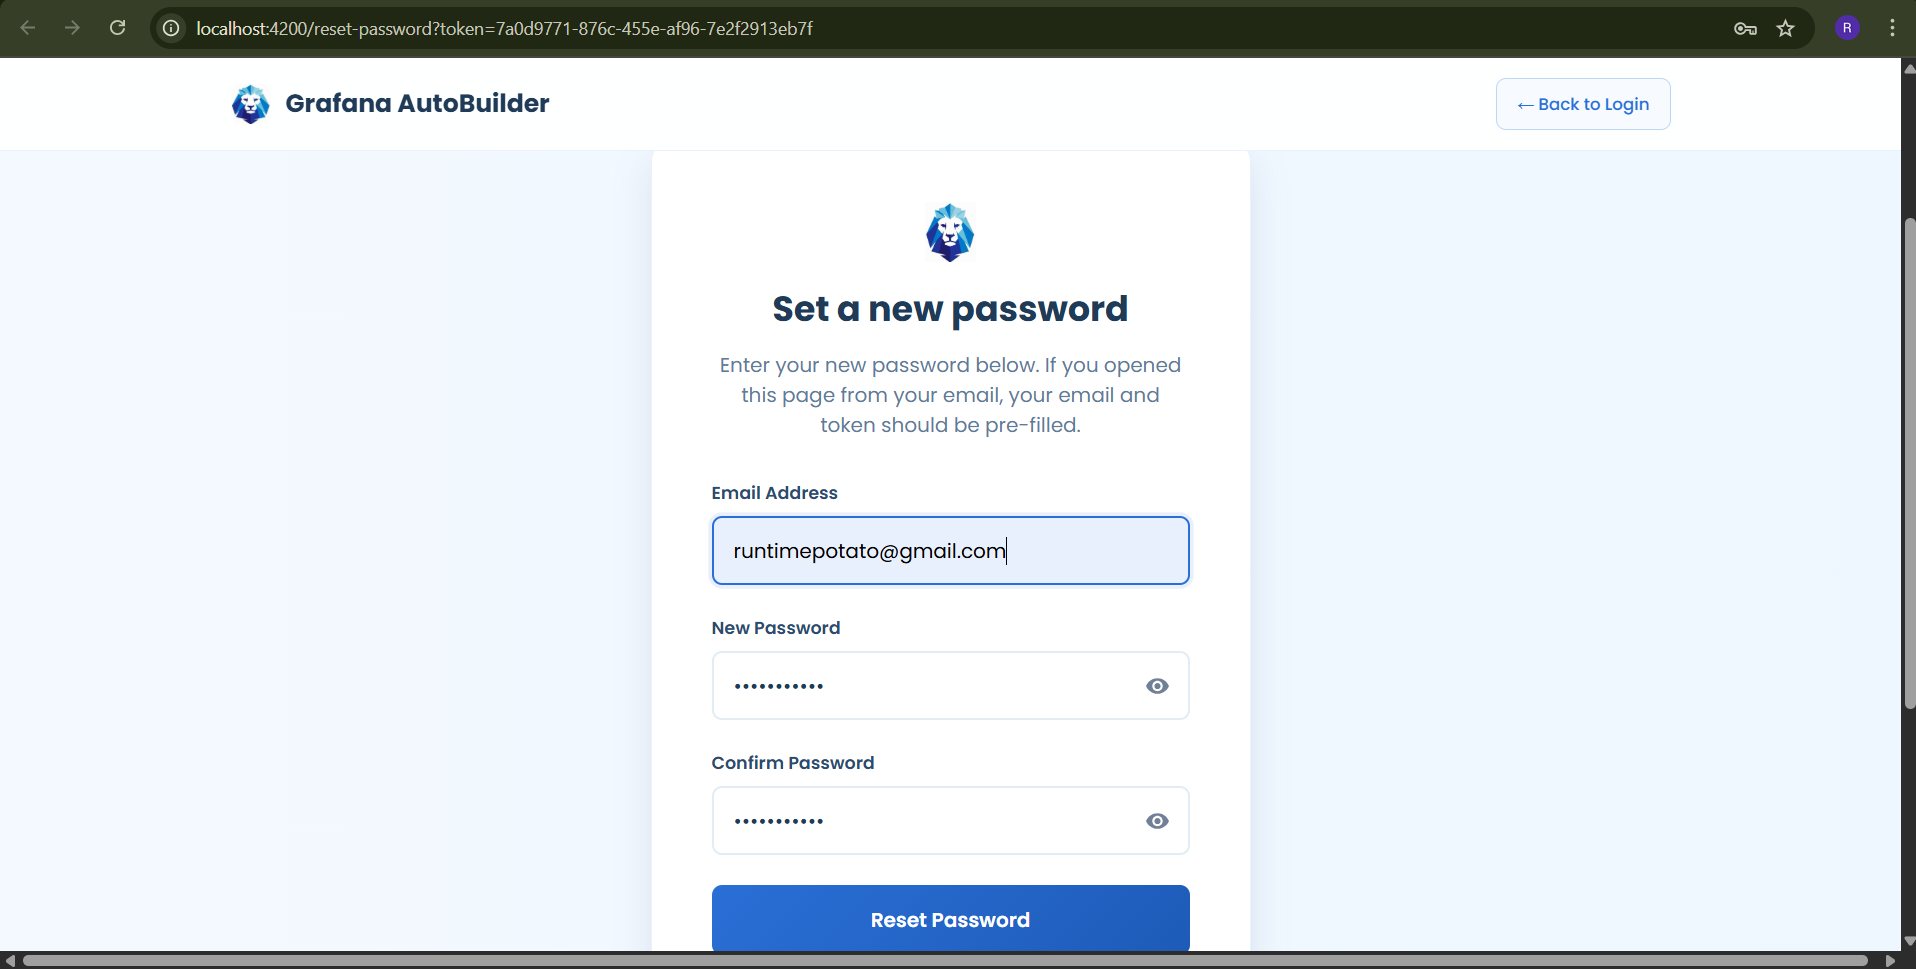 localhost:4200/reset-password?token=7a0d9771-876c-455e-af96-7e2f2913eb7f
R
Grafana AutoBuilder
← Back to Login
Set a new password
Enter your new password below. If you opened
this page from your email, your email and
token should be pre-filled.
Email Address
runtimepotato@gmail.com
New Password
•••••••••••
Confirm Password
•••••••••••
Reset Password